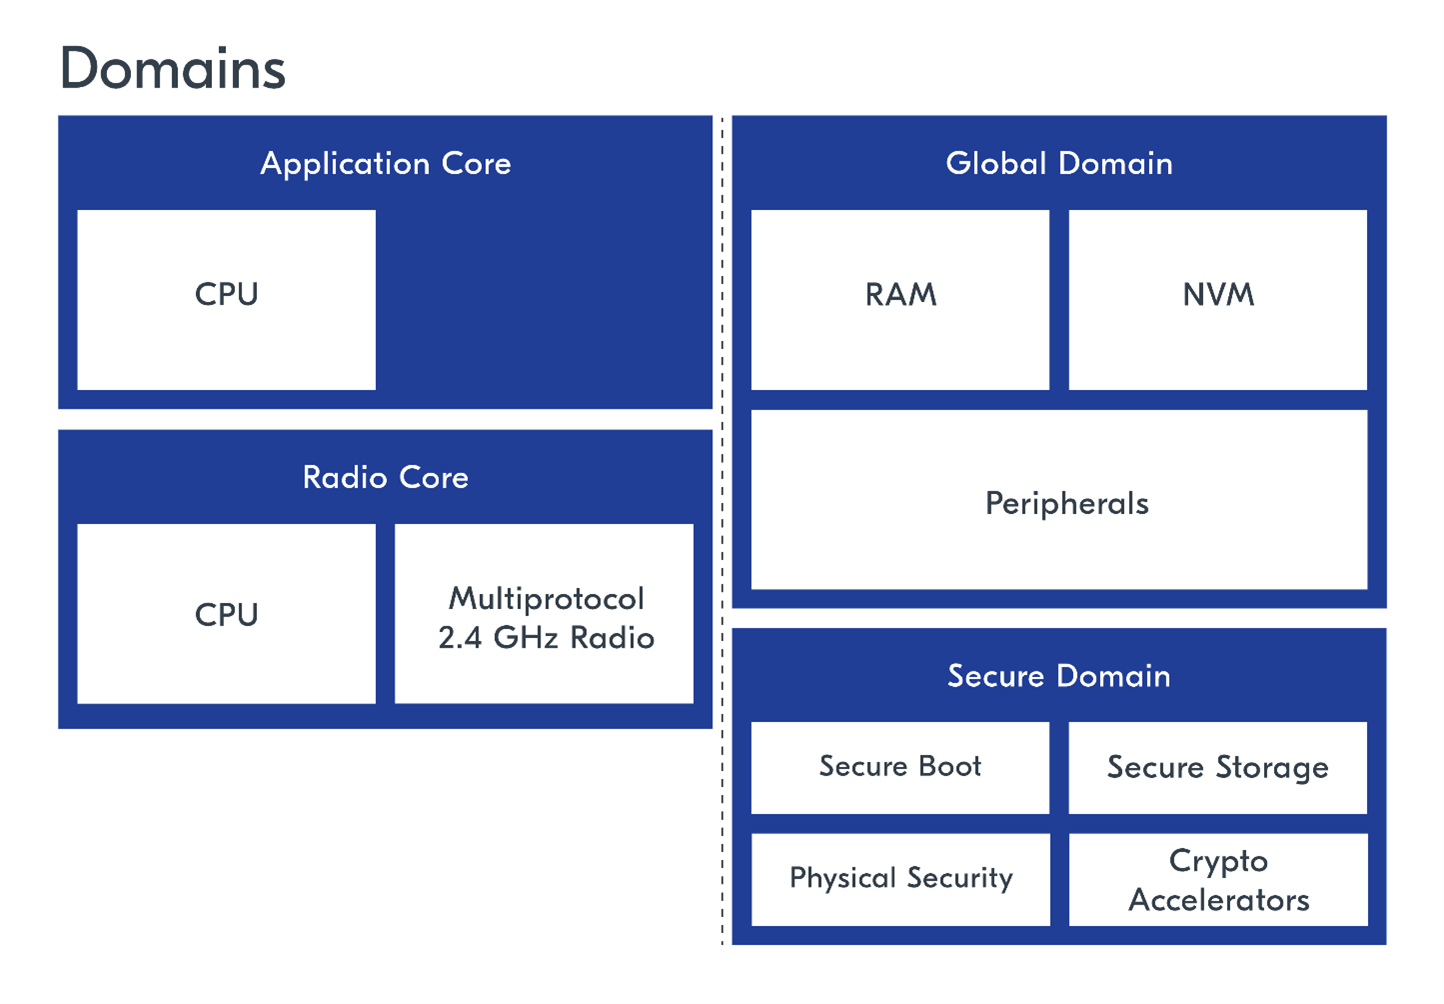 Domains
Application Core
CPU
Radio Core
CPU
Multiprotocol
2.4 GHz Radio
Global Domain
RAM
NVM
Peripherals
Secure Domain
Secure Boot
Secure Storage
Physical Security
Crypto
Accelerators